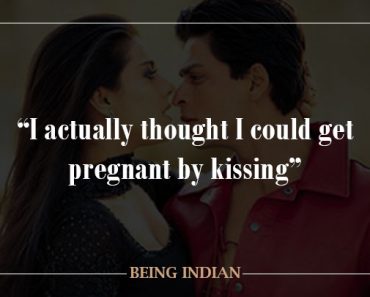 “I actually thought I could get
pregnant by kissing”
BEING INDIAN